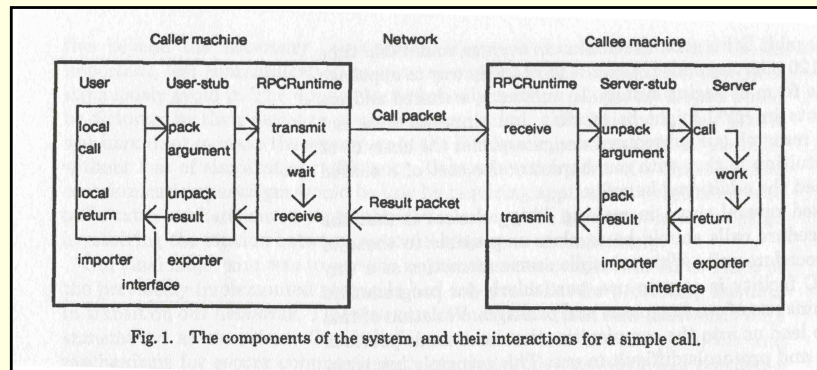 Caller machine Network Callee machine
User User-stub RPCRuntime RPCRuntime Server-stub Server
Call packet
local pack transmit receive unpack call
call argument argument
wait work
local unpack Result packet pack
return result receive transmit result return
importer exporter importer exporter
interface interface
Fig. 1. The components of the system, and their interactions for a simple call.